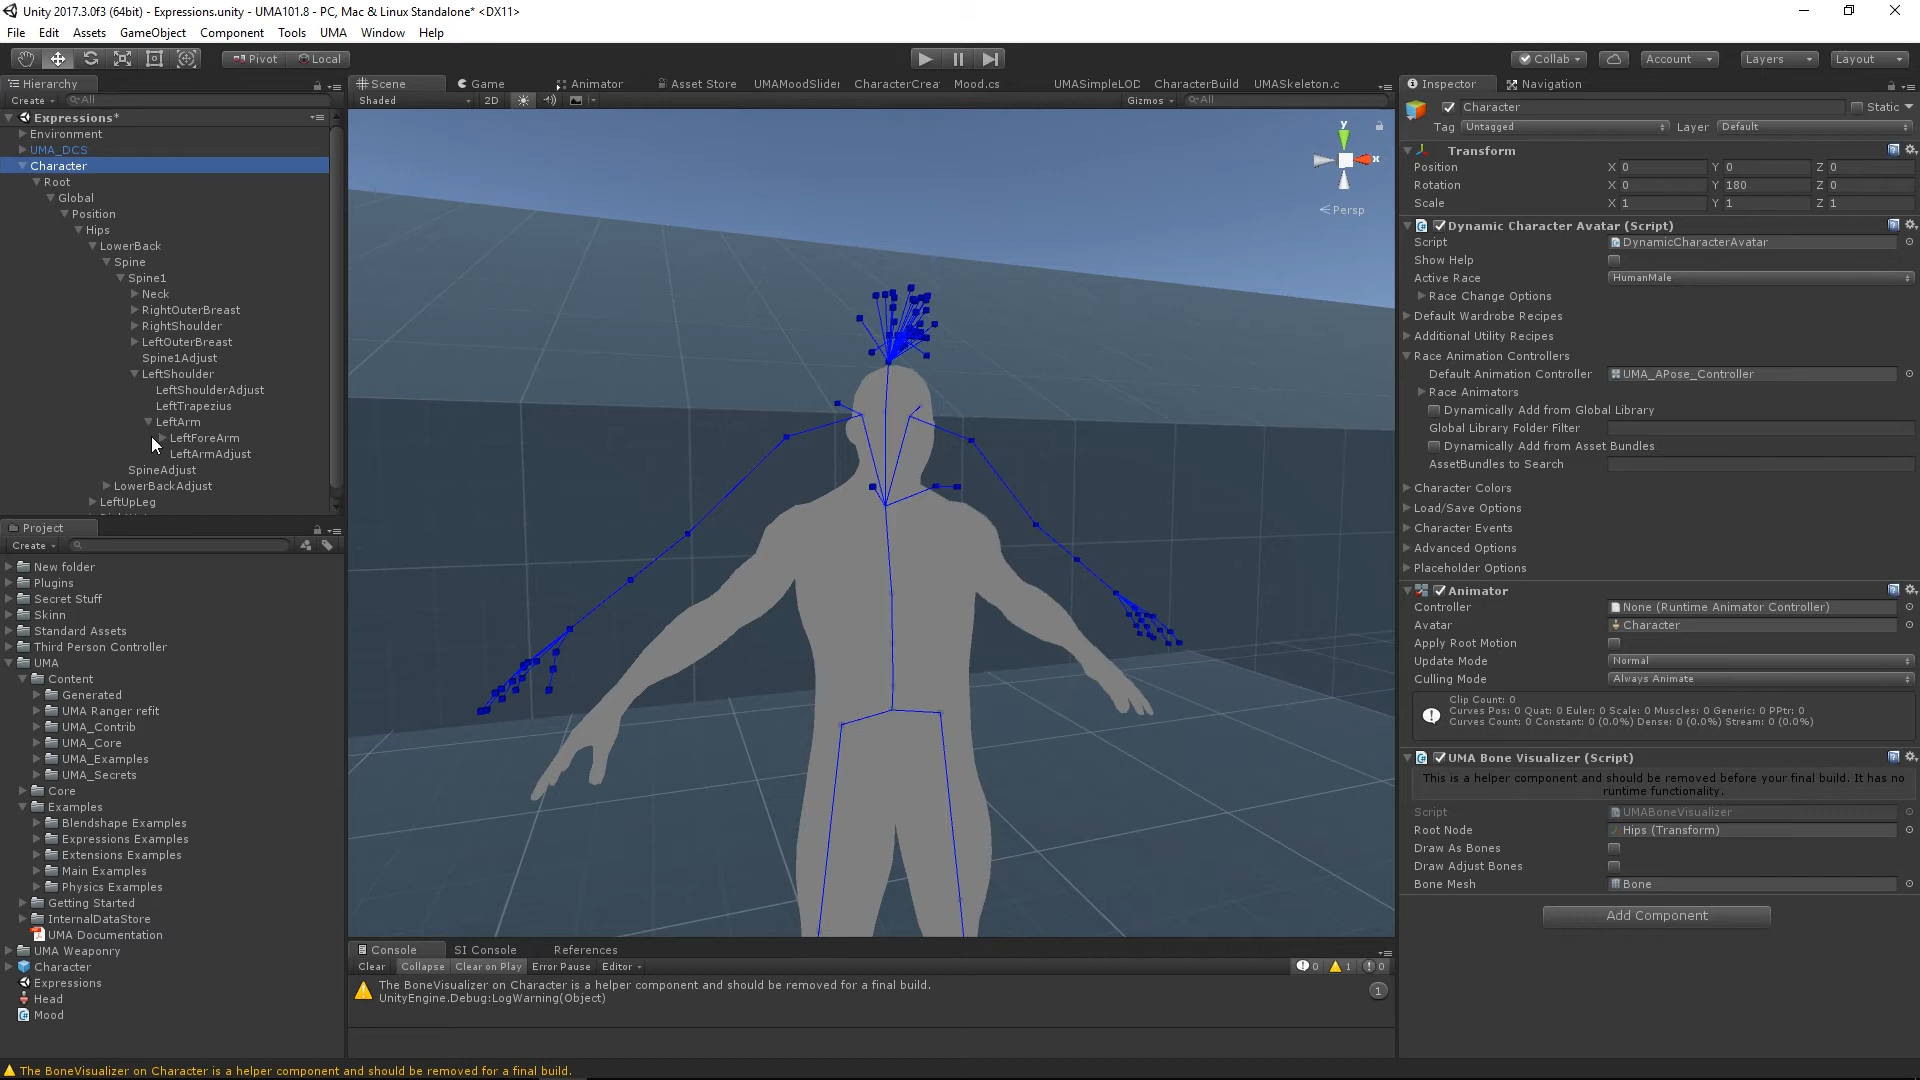 Unity 2017.3.0f3 (64bit) - Expressions.unity - UMA101.8 - PC, Mac & Linux Standalone* <DX11>
File Edit Assets GameObject Component Tools UMA Window Help
Pivot Local Collab Account Layers Layout
Hierarchy
Create All
Expressions*
Environment
UMA_DCS
Character
Root
Global
Position
Hips
LowerBack
Spine
Spine1
Neck
RightOuterBreast
RightShoulder
LeftOuterBreast
Spine1Adjust
LeftShoulder
LeftShoulderAdjust
LeftTrapezius
LeftArm
LeftForeArm
LeftArmAdjust
SpineAdjust
LowerBackAdjust
LeftUpLeg
Project
Create
New folder
Plugins
Secret Stuff
Skinn
Standard Assets
Third Person Controller
UMA
Content
Generated
UMA Ranger refit
UMA_Contrib
UMA_Core
UMA_Examples
UMA_Secrets
Core
Examples
Blendshape Examples
Expressions Examples
Extensions Examples
Main Examples
Physics Examples
Getting Started
InternalDataStore
UMA Documentation
UMA Weaponry
Character
Expressions
Head
Mood
Scene Game Animator Asset Store UMAMoodSlider CharacterCrea Mood.cs UMASimpleLOD CharacterBuild UMASkeleton.c
Shaded 2D Gizmos All
y
x
Persp
Console SI Console References
Clear Collapse Clear on Play Error Pause Editor 0 1 0
The BoneVisualizer on Character is a helper component and should be removed for a final build.
UnityEngine.Debug:LogWarning(Object)
1
Inspector Navigation
Character Static
Tag Untagged Layer Default
Transform
Position X 0 Y 0 Z 0
Rotation X 0 Y 180 Z 0
Scale X 1 Y 1 Z 1
Dynamic Character Avatar (Script)
Script DynamicCharacterAvatar
Show Help
Active Race HumanMale
Race Change Options
Default Wardrobe Recipes
Additional Utility Recipes
Race Animation Controllers
Default Animation Controller UMA_APose_Controller
Race Animators
Dynamically Add from Global Library
Global Library Folder Filter
Dynamically Add from Asset Bundles
AssetBundles to Search
Character Colors
Load/Save Options
Character Events
Advanced Options
Placeholder Options
Animator
Controller None (Runtime Animator Controller)
Avatar Character
Apply Root Motion
Update Mode Normal
Culling Mode Always Animate
Clip Count: 0
Curves Pos: 0 Quat: 0 Euler: 0 Scale: 0 Muscles: 0 Generic: 0 PPtr: 0
Curves Count: 0 Constant: 0 (0.0%) Dense: 0 (0.0%) Stream: 0 (0.0%)
UMA Bone Visualizer (Script)
This is a helper component and should be removed before your final build. It has no
runtime functionality.
Script UMABoneVisualizer
Root Node Hips (Transform)
Draw As Bones
Draw Adjust Bones
Bone Mesh Bone
Add Component
The BoneVisualizer on Character is a helper component and should be removed for a final build.